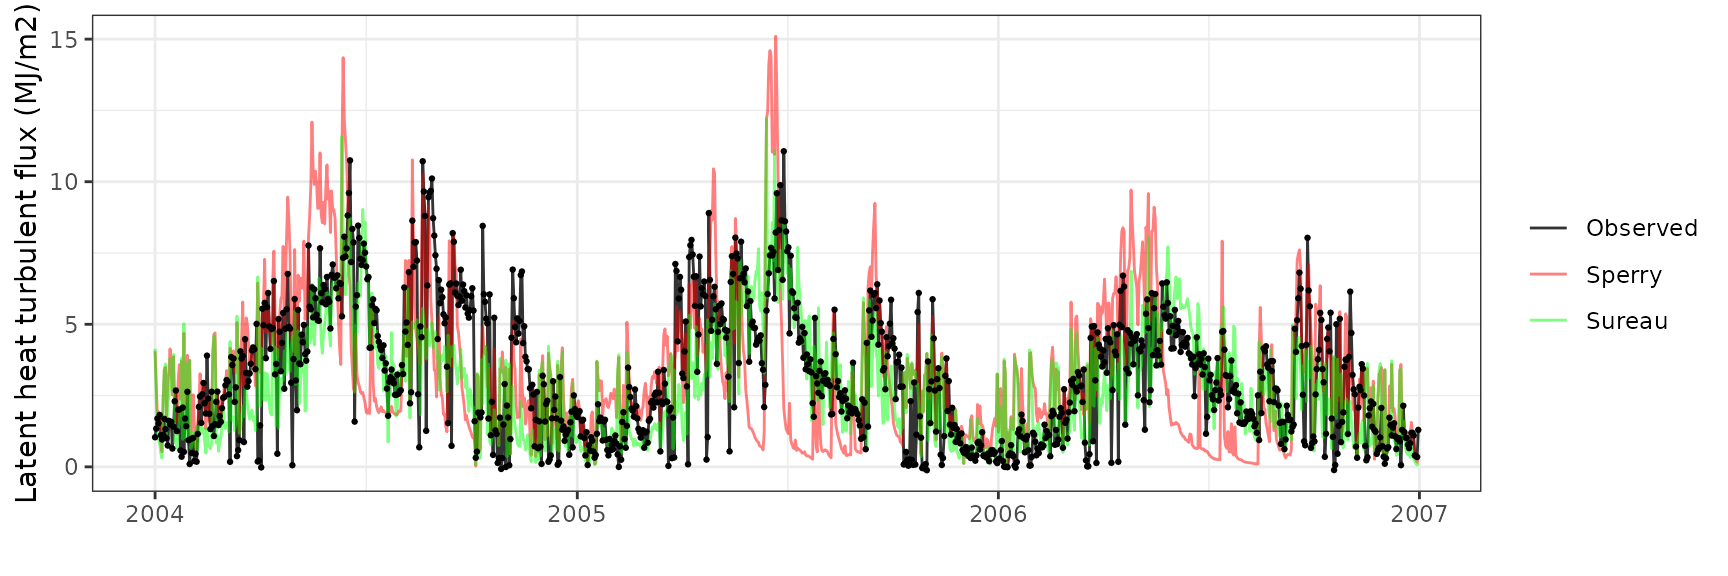 Latent heat turbulent flux (MJ/m2)
15
10
5
0
2004
2005
2006
2007
Observed
Sperry
Sureau